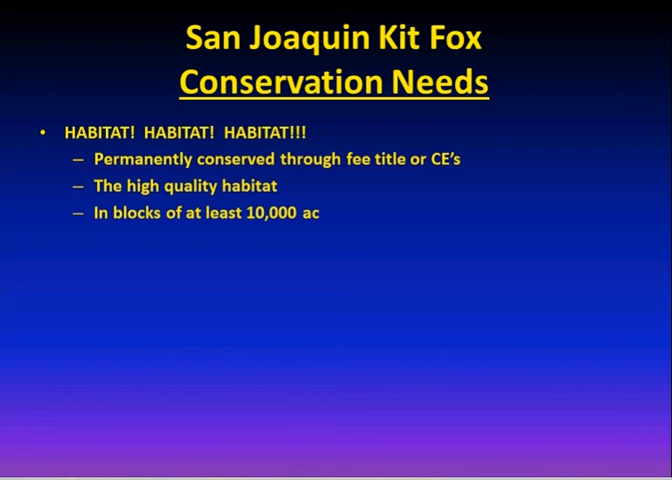 San Joaquin Kit Fox
Conservation Needs
• HABITAT! HABITAT! HABITAT!!!
– Permanently conserved through fee title or CE's
– The high quality habitat
– In blocks of at least 10,000 ac